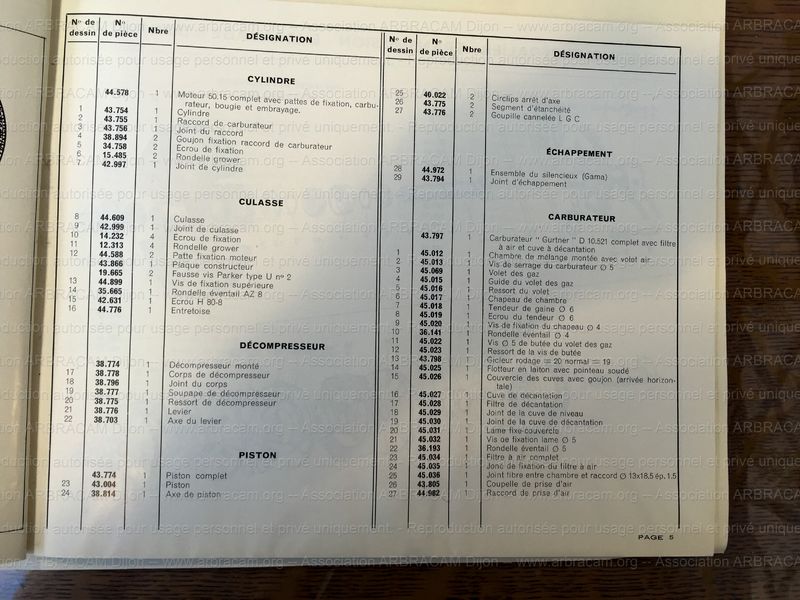 N° de dessin N° de pièce Nbre DÉSIGNATION
CYLINDRE
44.578 1 Moteur 50.15 complet avec pattes de fixation, carbu-
rateur, bougie et embrayage.
1 43.754 1 Cylindre
2 43.755 1 Raccord de carburateur
3 43.756 1 Joint du raccord
4 38.894 2 Goujon fixation raccord de carburateur
5 34.758 2 Ecrou de fixation
6 15.485 2 Rondelle grower
7 42.997 1 Joint de cylindre
CULASSE
8 44.609 1 Culasse
9 42.999 1 Joint de culasse
10 14.232 4 Ecrou de fixation
11 12.313 4 Rondelle grower
12 44.588 2 Patte fixation moteur
43.866 1 Plaque constructeur
19.665 2 Fausse vis Parker type U n° 2
13 44.899 1 Vis de fixation supérieure
14 35.665 1 Rondelle éventail AZ 8
15 42.631 1 Ecrou H 80-8
16 44.776 1 Entretoise
DÉCOMPRESSEUR
38.774 1 Décompresseur monté
17 38.778 1 Corps de décompresseur
18 38.796 1 Joint du corps
19 38.777 1 Soupape de décompresseur
20 38.775 1 Ressort de décompresseur
21 38.776 1 Levier
22 38.703 1 Axe du levier
PISTON
43.774 1 Piston complet
23 43.004 1 Piston
24 38.814 1 Axe de piston
N° de dessin N° de pièce Nbre DÉSIGNATION
25 40.022 2 Circlips arrêt d'axe
26 43.775 2 Segment d'étanchéité
27 43.776 2 Goupille cannelée L G C
ÉCHAPPEMENT
28 44.972 1 Ensemble du silencieux (Gama)
29 43.794 1 Joint d'échappement
CARBURATEUR
43.797 1 Carburateur "Gurtner" D 10.521 complet avec filtre
à air et cuve à décantation
1 45.012 1 Chambre de mélange montée avec volet air
2 45.013 1 Vis de serrage du carburateur ∅ 5
3 45.069 1 Volet des gaz
4 45.015 1 Guide du volet des gaz
5 45.016 1 Ressort du volet
6 45.017 1 Chapeau de chambre
7 45.018 1 Tendeur de gaine ∅ 6
8 45.019 1 Ecrou du tendeur ∅ 6
9 45.020 1 Vis de fixation du chapeau ∅ 4
10 36.141 1 Rondelle éventail ∅ 4
11 45.022 1 Vis ∅ 5 de butée du volet des gaz
12 45.023 1 Ressort de la vis de butée
13 43.798 1 Gicleur rodage = 20 normal = 19
14 45.025 1 Flotteur en laiton avec pointeau soudé
15 45.026 1 Couvercle des cuves avec goujon (arrivée horizon-
tale)
16 45.027 1 Cuve de décantation
17 45.028 1 Filtre de décantation
18 45.029 1 Joint de la cuve de niveau
19 45.030 1 Joint de la cuve de décantation
20 45.031 1 Lame fixe-couvercle
21 45.032 1 Vis de fixation lame ∅ 5
22 36.193 1 Rondelle éventail ∅ 5
23 45.034 1 Filtre à air complet
24 45.035 1 Jonc de fixation du filtre à air
25 45.036 1 Joint fibre entre chambre et raccord ∅ 13x18.5 ép. 1.5
26 43.805 1 Coupelle de prise d'air
27 44.982 1 Raccord de prise d'air
PAGE 5